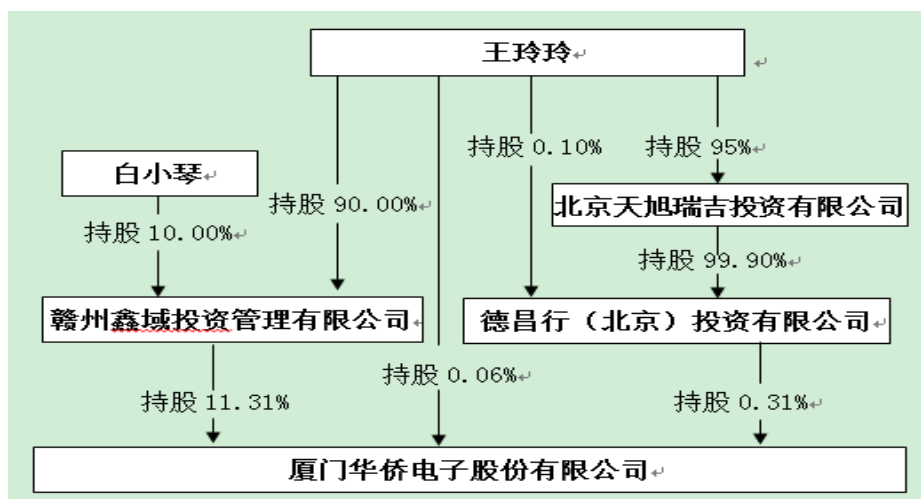 王玲玲
持股 0.10%
持股 95%
白小琴
北京天旭瑞吉投资有限公司
持股 90.00%
持股 10.00%
持股 99.90%
赣州鑫域投资管理有限公司
德昌行（北京）投资有限公司
持股 0.06%
持股 11.31%
持股 0.31%
厦门华侨电子股份有限公司